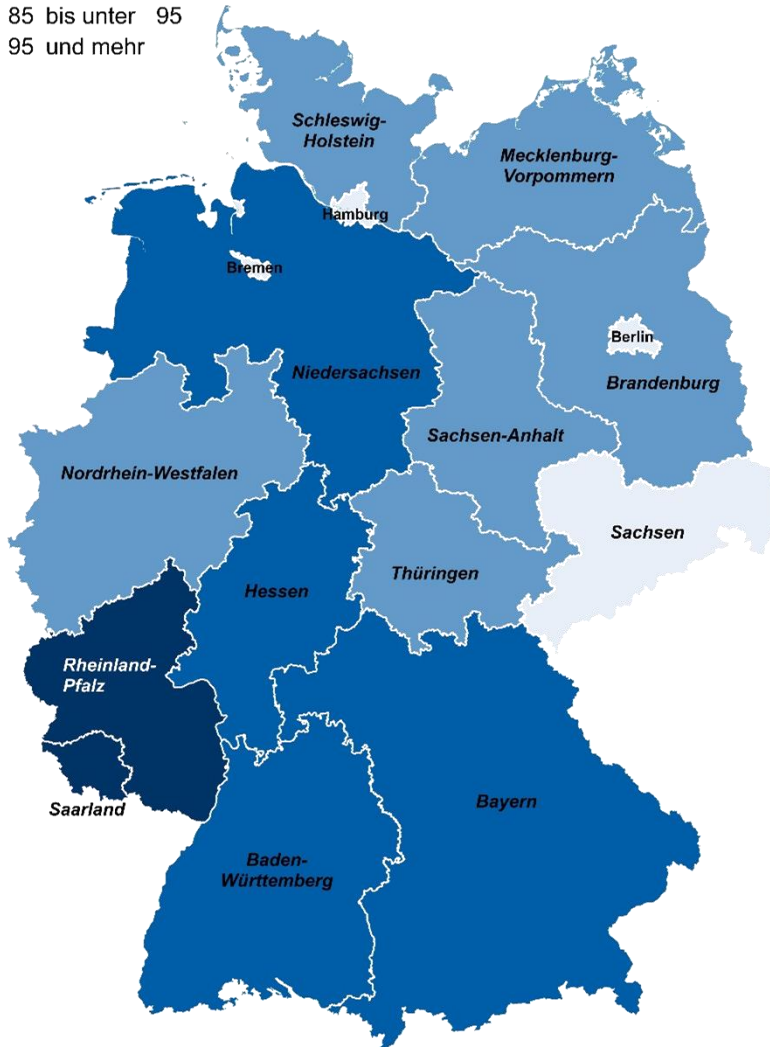 85 bis unter 95
95 und mehr
Schleswig-
Holstein
Mecklenburg-
Vorpommern
Hamburg
Bremen
Berlin
Niedersachsen
Brandenburg
Sachsen-Anhalt
Nordrhein-Westfalen
Sachsen
Thüringen
Hessen
Rheinland-
Pfalz
Saarland
Bayern
Baden-
Württemberg